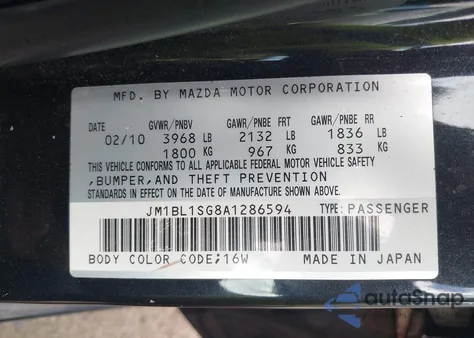 MFD. BY MAZDA MOTOR CORPORATION
DATE GVWR/PNBV GAWR/PNBE FR GAWR/PNBE RR
02/10 3968 LB 2132 LB 1836 LB
1800 KG 967 KG 833 KG
THIS VEHICLE CONFORMS TO ALL APPLICABLE FEDERAL MOTOR VEHICLE SAFETY
,BUMPER,AND THEFT PREVENTION
STANDARDS IN EFFECT ON THE DATE OF MANUFACTURE SHOWN ABOVE.
JM1BL1SG8A1286594 TYPE:PASSENGER
BODY COLOR CODE;16W MADE IN JAPAN
autoSnap